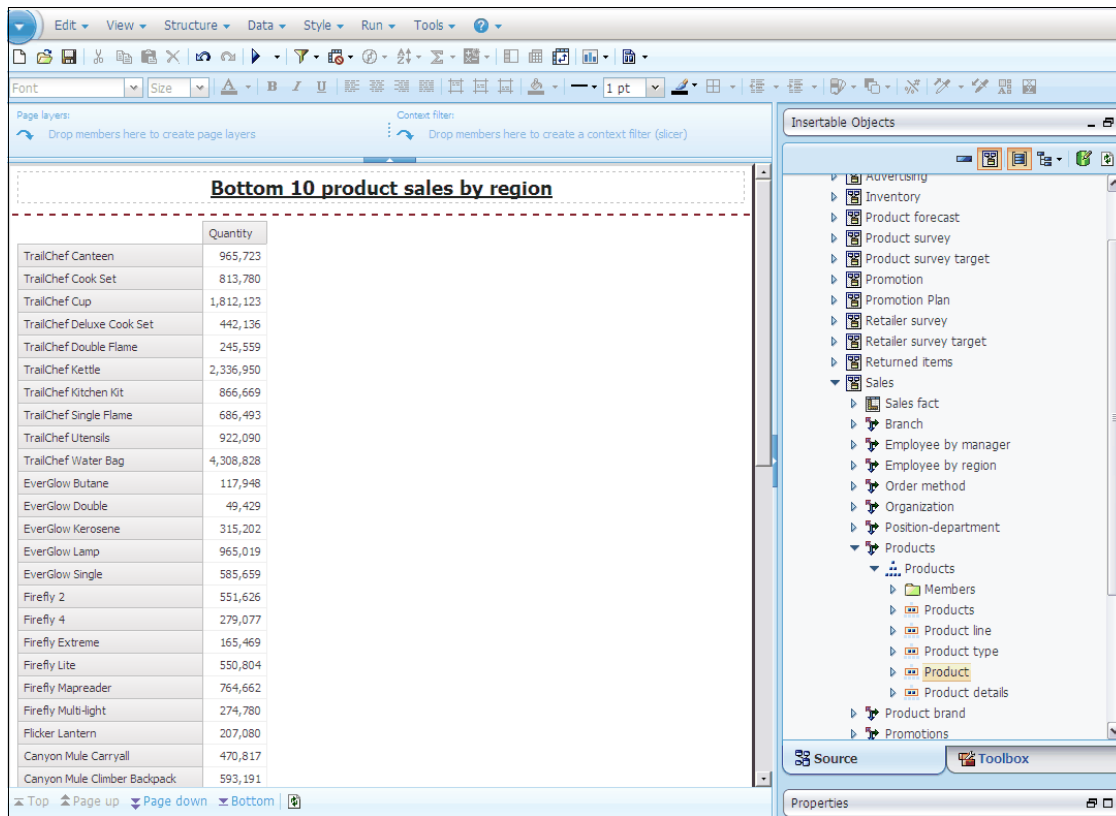 Edit View Structure Data Style Run Tools
Font Size A B I U 1 pt
Page layers:
Drop members here to create page layers
Context filter:
Drop members here to create a context filter (slicer)
Bottom 10 product sales by region
Quantity
TrailChef Canteen 965,723
TrailChef Cook Set 813,780
TrailChef Cup 1,812,123
TrailChef Deluxe Cook Set 442,136
TrailChef Double Flame 245,559
TrailChef Kettle 2,336,950
TrailChef Kitchen Kit 866,669
TrailChef Single Flame 686,493
TrailChef Utensils 922,090
TrailChef Water Bag 4,308,828
EverGlow Butane 117,948
EverGlow Double 49,429
EverGlow Kerosene 315,202
EverGlow Lamp 965,019
EverGlow Single 585,659
Firefly 2 551,626
Firefly 4 279,077
Firefly Extreme 165,469
Firefly Lite 550,804
Firefly Mapreader 764,662
Firefly Multi-light 274,780
Flicker Lantern 207,080
Canyon Mule Carryall 470,817
Canyon Mule Climber Backpack 593,191
Top Page up Page down Bottom
Insertable Objects
Advertising
Inventory
Product forecast
Product survey
Product survey target
Promotion
Promotion Plan
Retailer survey
Retailer survey target
Returned items
Sales
Sales fact
Branch
Employee by manager
Employee by region
Order method
Organization
Position-department
Products
Products
Members
Products
Product line
Product type
Product
Product details
Product brand
Promotions
Source Toolbox
Properties